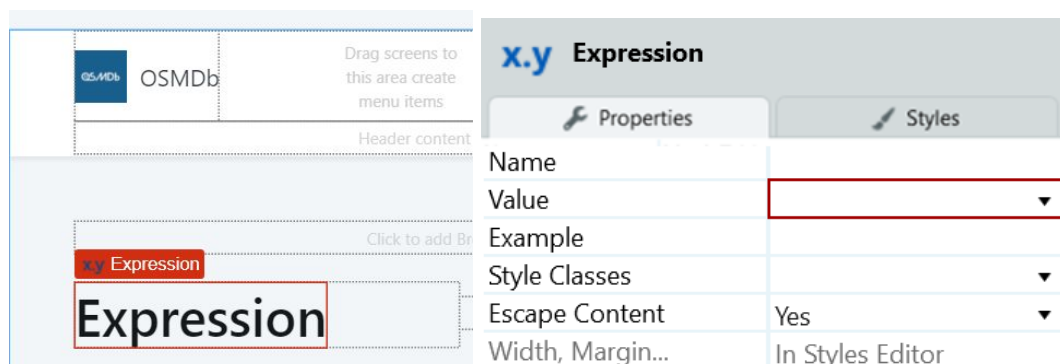 OSMDb
OSMDb
Drag screens to
this area create
menu items
Header content
Click to add Br
x.y Expression
Expression
x.y Expression
Properties
Styles
Name
Value
Example
Style Classes
Escape Content Yes
Width, Margin... In Styles Editor